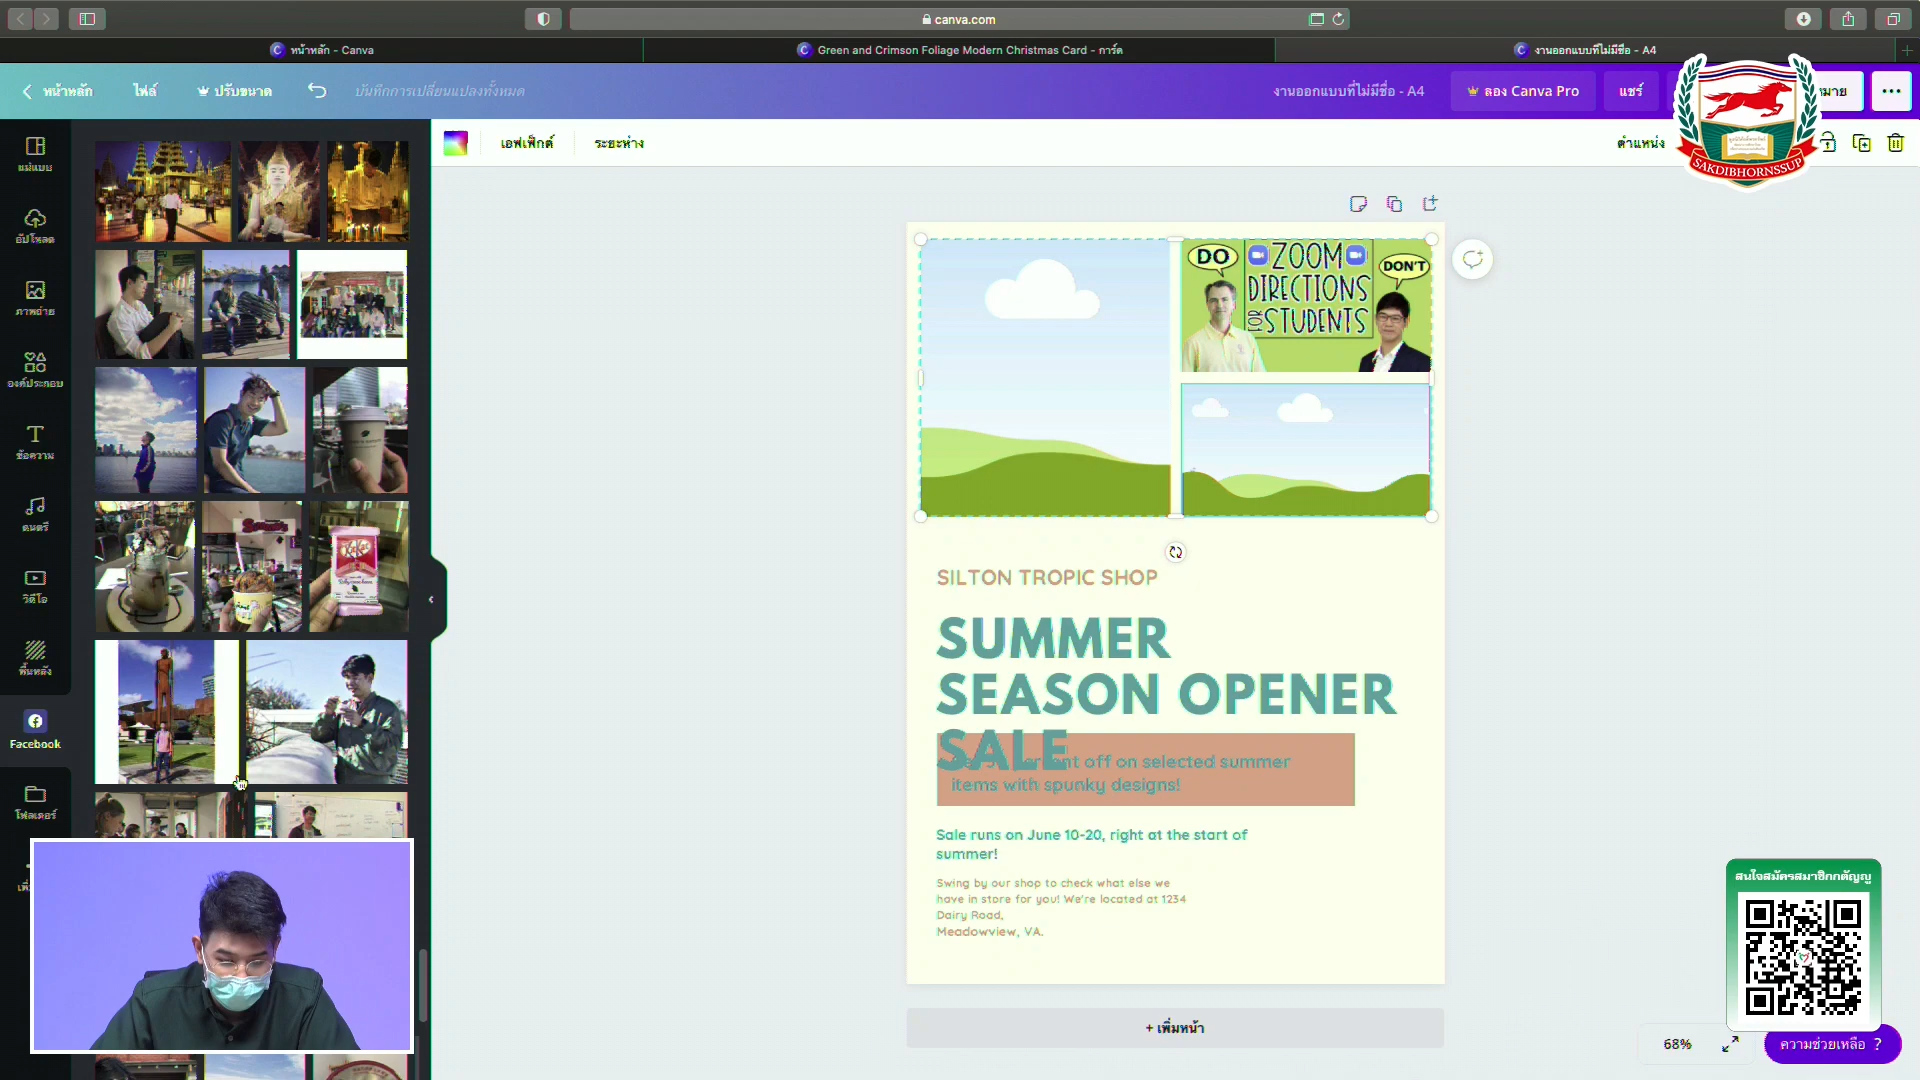 canva.com
หน้าหลัก - Canva
Green and Crimson Foliage Modern Christmas Card - การ์ด
งานออกแบบที่ไม่มีชื่อ - A4
หน้าหลัก
ไฟล์
ปรับขนาด
บันทึกการเปลี่ยนแปลงทั้งหมด
งานออกแบบที่ไม่มีชื่อ - A4
ลอง Canva Pro
แชร์
เอฟเฟ็กต์
ระยะห่าง
ตำแหน่ง
SAKDIBHORNSSUP
แม่แบบ
อัปโหลด
ภาพถ่าย
องค์ประกอบ
ข้อความ
ดนตรี
วิดีโอ
พื้นหลัง
Facebook
โฟลเดอร์
KitKat
DO
ZOOM
DIRECTIONS
FOR
STUDENTS
DON'T
SILTON TROPIC SHOP
SUMMER
SEASON OPENER
SALE
off on selected summer
items with spunky designs!
Sale runs on June 10-20, right at the start of
summer!
Swing by our shop to check what else we
have in store for you! We're located at 1234
Dairy Road,
Meadowview, VA.
+ เพิ่มหน้า
สนใจสมัครสมาชิกกตัญญู
68%
ความช่วยเหลือ ?